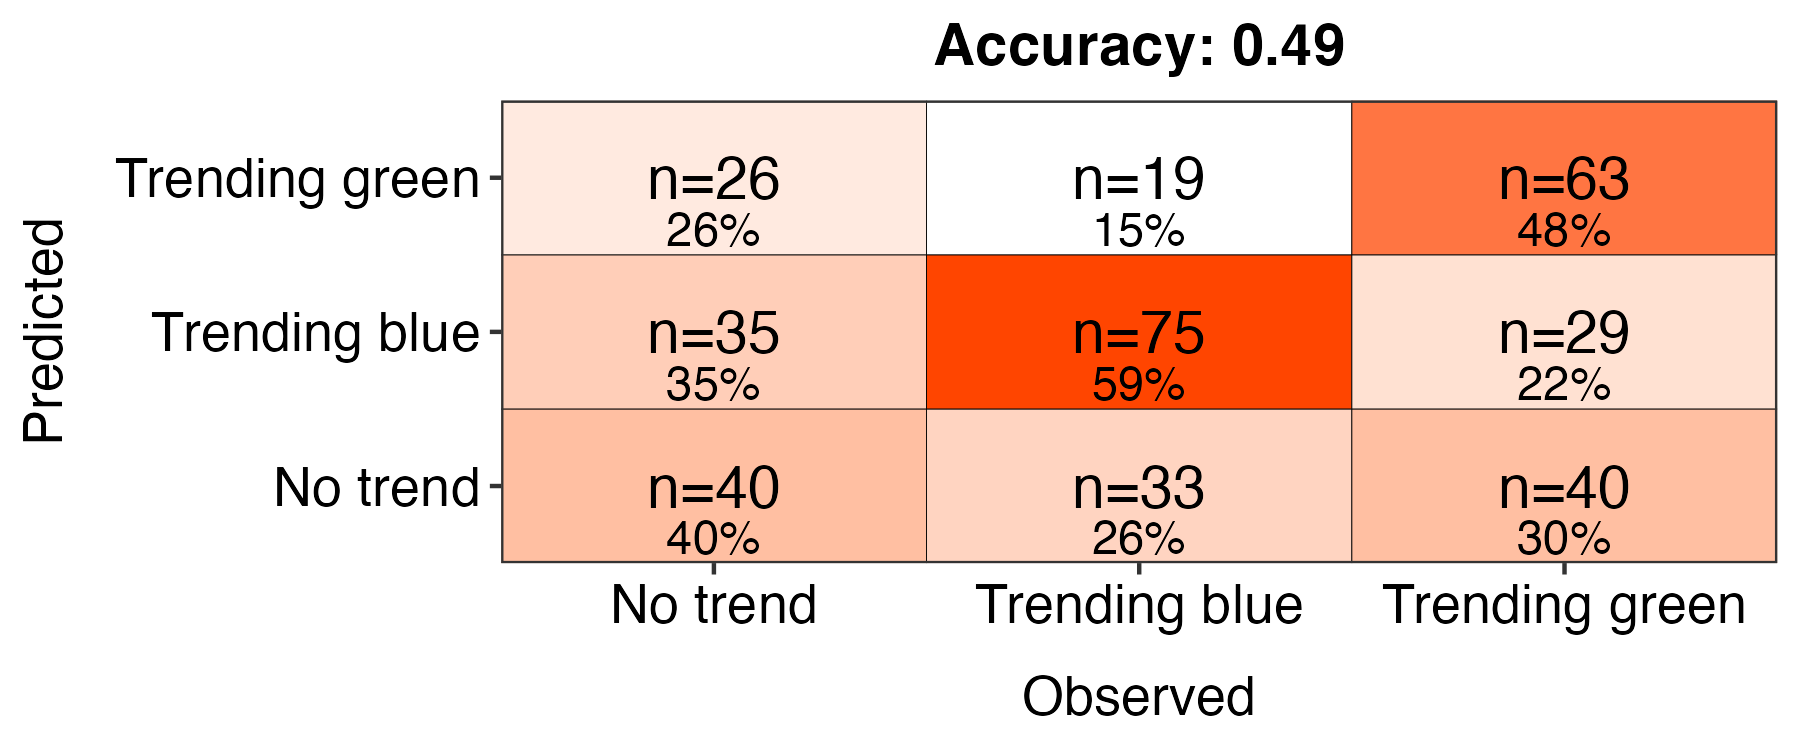 Accuracy: 0.49
Predicted
Trending green
n=26
26%
n=19
15%
n=63
48%
Trending blue
n=35
35%
n=75
59%
n=29
22%
No trend
n=40
40%
n=33
26%
n=40
30%
No trend
Trending blue
Trending green
Observed